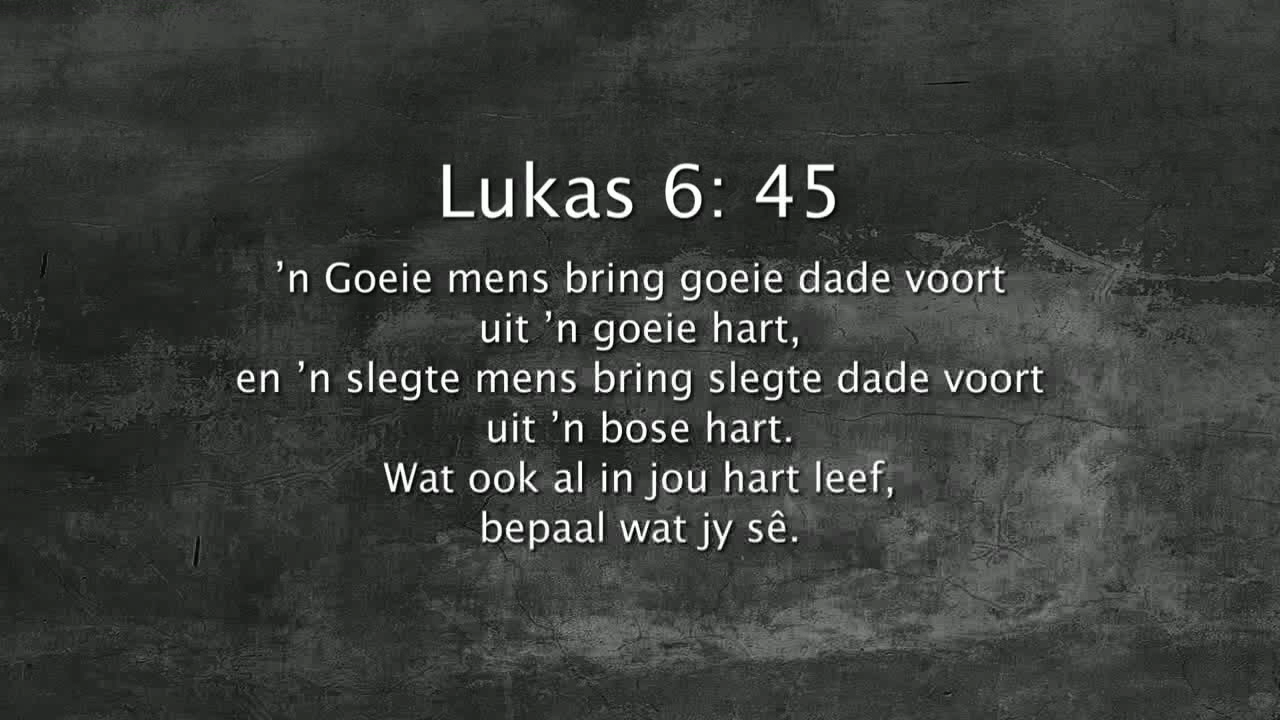 Lukas 6: 45
’n Goeie mens bring goeie dade voort
uit ’n goeie hart,
en ’n slegte mens bring slegte dade voort
uit ’n bose hart.
Wat ook al in jou hart leef,
bepaal wat jy sê.